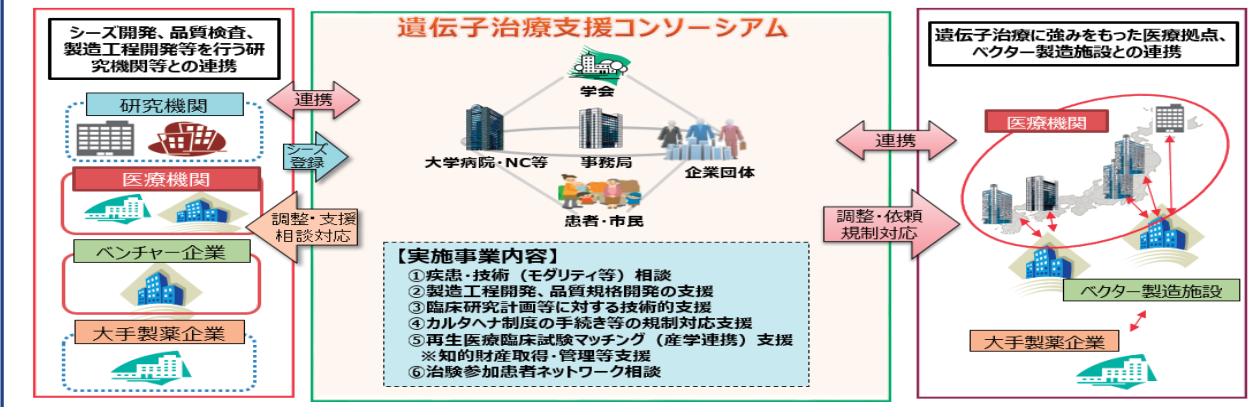 シーズ開発、品質検査、
製造工程開発等を行う研
究機関等との連携
研究機関
医療機関
ベンチャー企業
大手製薬企業
連携
シーズ
登録
調整・支援
相談対応
遺伝子治療支援コンソーシアム
学会
大学病院・NC等
事務局
企業団体
患者・市民
【実施事業内容】
①疾患・技術（モダリティ等）相談
②製造工程開発、品質規格開発の支援
③臨床研究計画等に対する技術的支援
④カルタヘナ制度の手続き等の規制対応支援
⑤再生医療臨床試験マッチング（産学連携）支援
※知的財産取得・管理等支援
⑥治験参加患者ネットワーク相談
連携
調整・依頼
規制対応
遺伝子治療に強みをもった医療拠点、
ベクター製造施設との連携
医療機関
ベクター製造施設
大手製薬企業